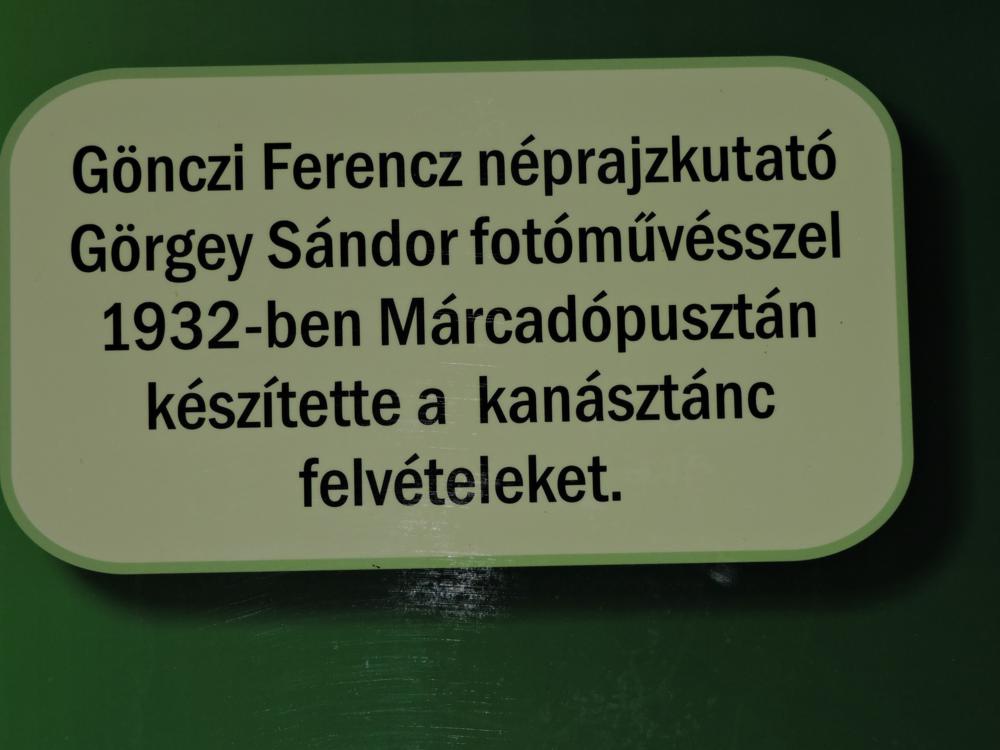 Gönczi Ferencz néprajzkutató
Görgey Sándor fotóművésszel
1932-ben Márcadópusztán
készítette a kanásztánc
felvételeket.